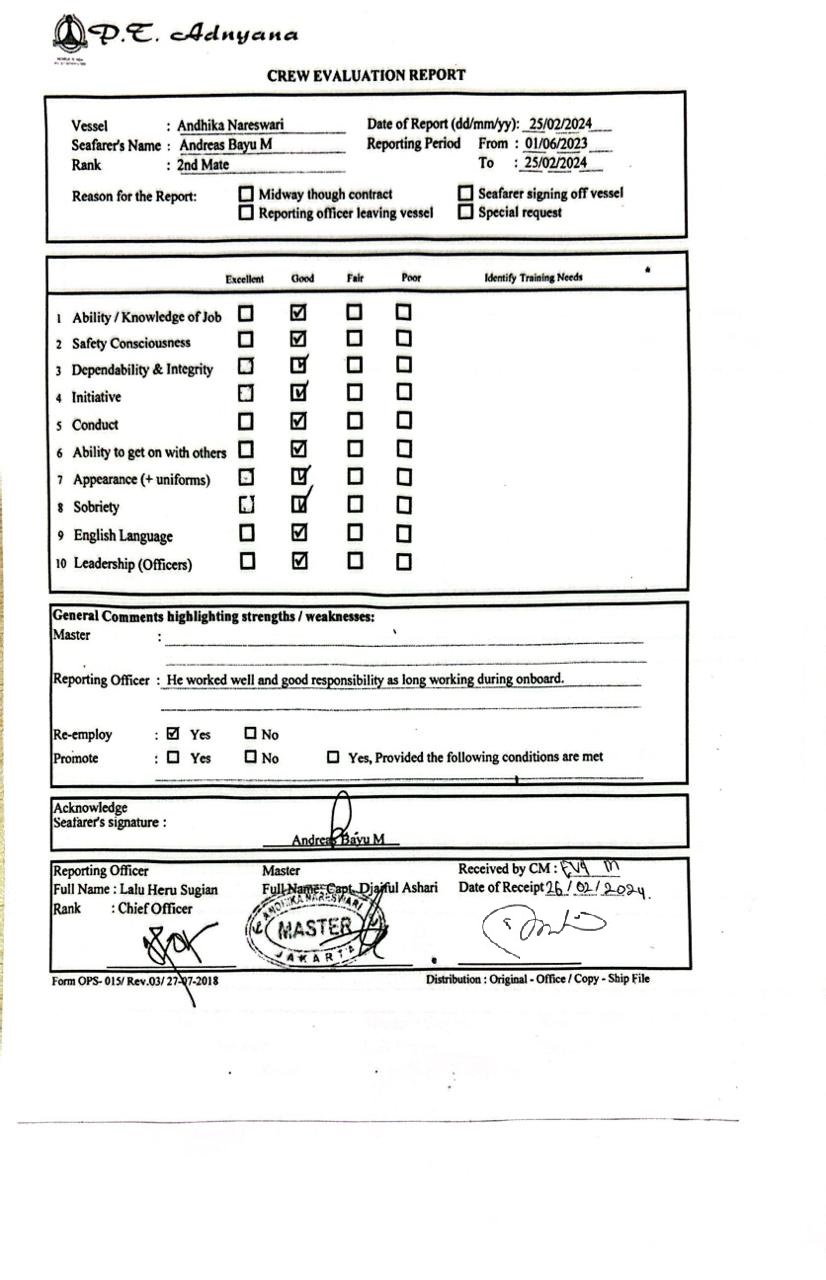 P.T. Adnyana
CREW EVALUATION REPORT
Vessel : Andhika Nareswari Date of Report (dd/mm/yy): 25/02/2024
Seafarer's Name : Andreas Bayu M Reporting Period From : 01/06/2023
Rank : 2nd Mate To : 25/02/2024
Reason for the Report: ☐ Midway though contract ☐ Seafarer signing off vessel
☐ Reporting officer leaving vessel ☐ Special request
Excellent Good Fair Poor Identify Training Needs
1 Ability / Knowledge of Job ☐ ☑ ☐ ☐
2 Safety Consciousness ☐ ☑ ☐ ☐
3 Dependability & Integrity ☐ ☑ ☐ ☐
4 Initiative ☐ ☑ ☐ ☐
5 Conduct ☐ ☑ ☐ ☐
6 Ability to get on with others ☐ ☑ ☐ ☐
7 Appearance (+ uniforms) ☐ ☑ ☐ ☐
8 Sobriety ☐ ☑ ☐ ☐
9 English Language ☐ ☑ ☐ ☐
10 Leadership (Officers) ☐ ☑ ☐ ☐
General Comments highlighting strengths / weaknesses:
Master :
Reporting Officer : He worked well and good responsibility as long working during onboard.
Re-employ : ☑ Yes ☐ No
Promote : ☐ Yes ☐ No ☐ Yes, Provided the following conditions are met
Acknowledge
Seafarer's signature :
Andreas Bayu M
Reporting Officer Master Received by CM :
Full Name : Lalu Heru Sugian Full Name: Capt. Djaiful Ashari Date of Receipt 26/02/2024.
Rank : Chief Officer
ANDHIKA NARESWARI
MASTER
JAKARTA
Form OPS- 015/ Rev.03/ 27-07-2018 Distribution : Original - Office / Copy - Ship File